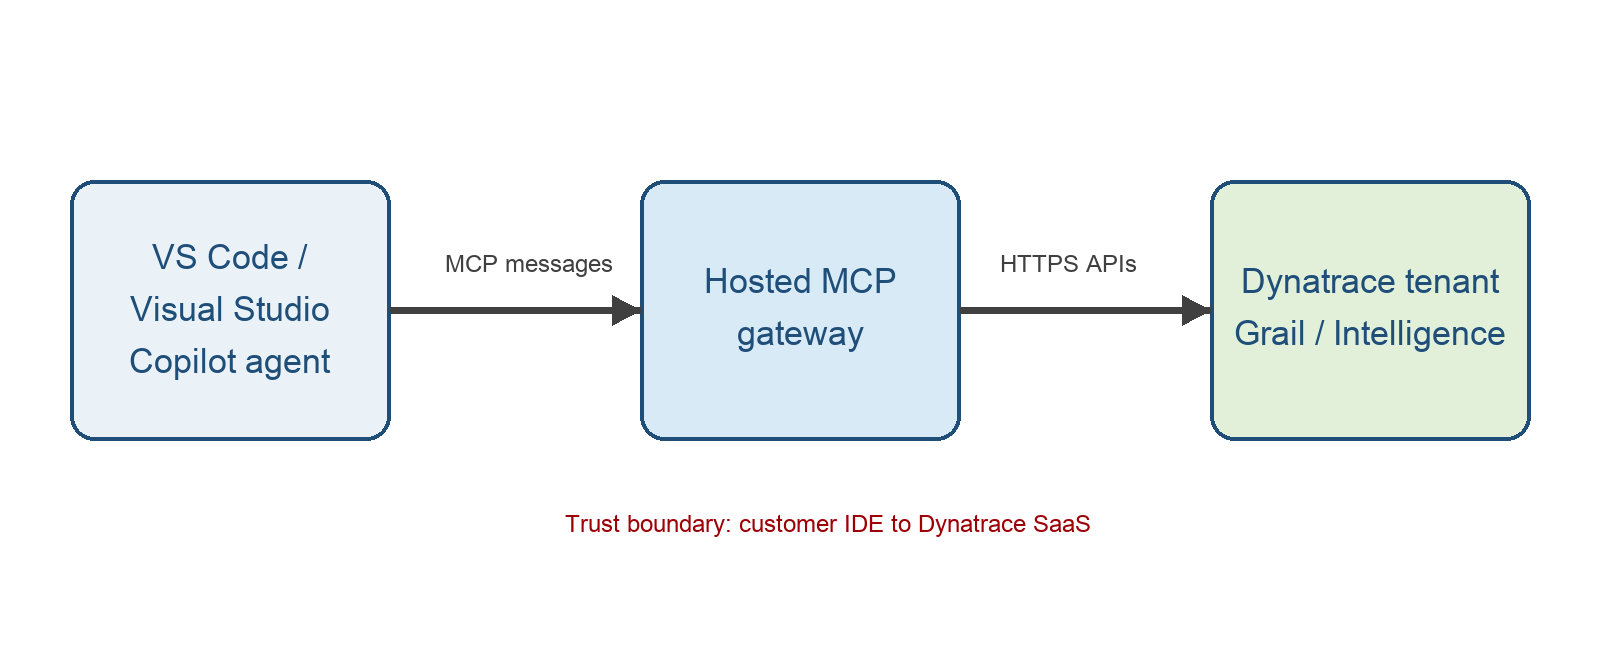 VS Code /
Visual Studio
Copilot agent
MCP messages
Hosted MCP
gateway
HTTPS APIs
Dynatrace tenant
Grail / Intelligence
Trust boundary: customer IDE to Dynatrace SaaS